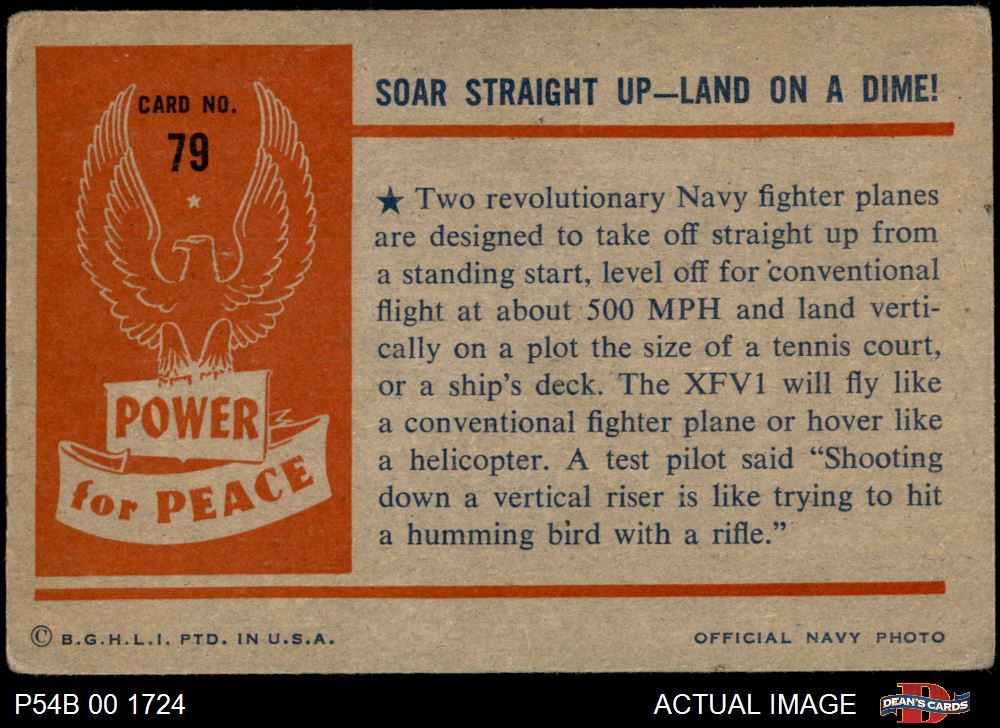 CARD NO.
79
POWER
for PEACE
SOAR STRAIGHT UP—LAND ON A DIME!
★ Two revolutionary Navy fighter planes
are designed to take off straight up from
a standing start, level off for conventional
flight at about 500 MPH and land verti-
cally on a plot the size of a tennis court,
or a ship's deck. The XFV1 will fly like
a conventional fighter plane or hover like
a helicopter. A test pilot said “Shooting
down a vertical riser is like trying to hit
a humming bird with a rifle.”
© B.G.H.L.I. PTD. IN U.S.A.
OFFICIAL NAVY PHOTO
P54B 00 1724
ACTUAL IMAGE
DEAN'S CARDS